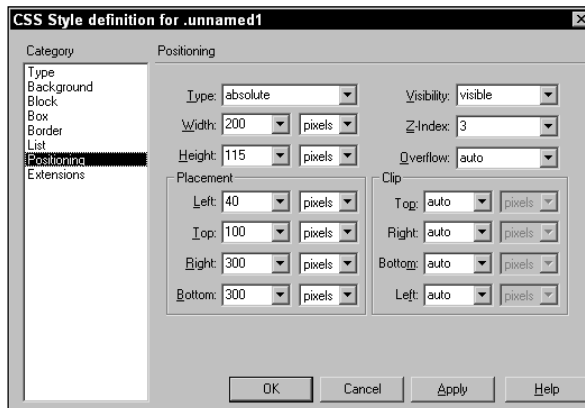 CSS Style definition for .unnamed1
Category
Type
Background
Block
Box
Border
List
Positioning
Extensions
Positioning
Type: absolute
Visibility: visible
Width: 200 pixels
Z-Index: 3
Height: 115 pixels
Overflow: auto
Placement
Left: 40 pixels
Top: 100 pixels
Right: 300 pixels
Bottom: 300 pixels
Clip
Top: auto pixels
Right: auto pixels
Bottom: auto pixels
Left: auto pixels
OK
Cancel
Apply
Help